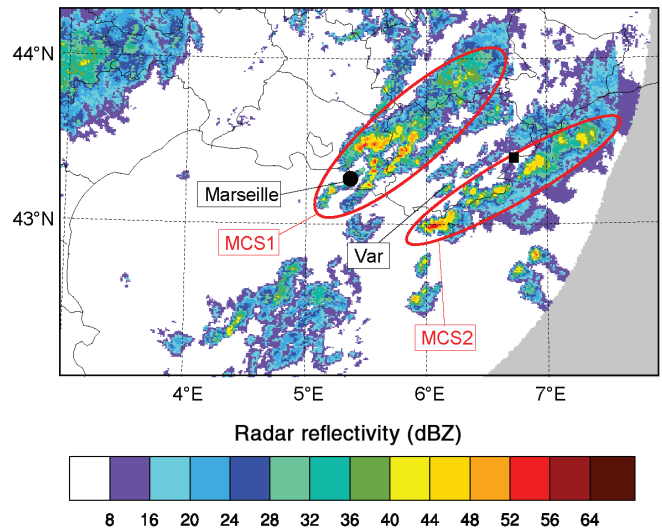 44°N
43°N
Marseille
MCS1
Var
MCS2
4°E 5°E 6°E 7°E
Radar reflectivity (dBZ)
8 16 20 24 28 32 36 40 44 48 52 56 64